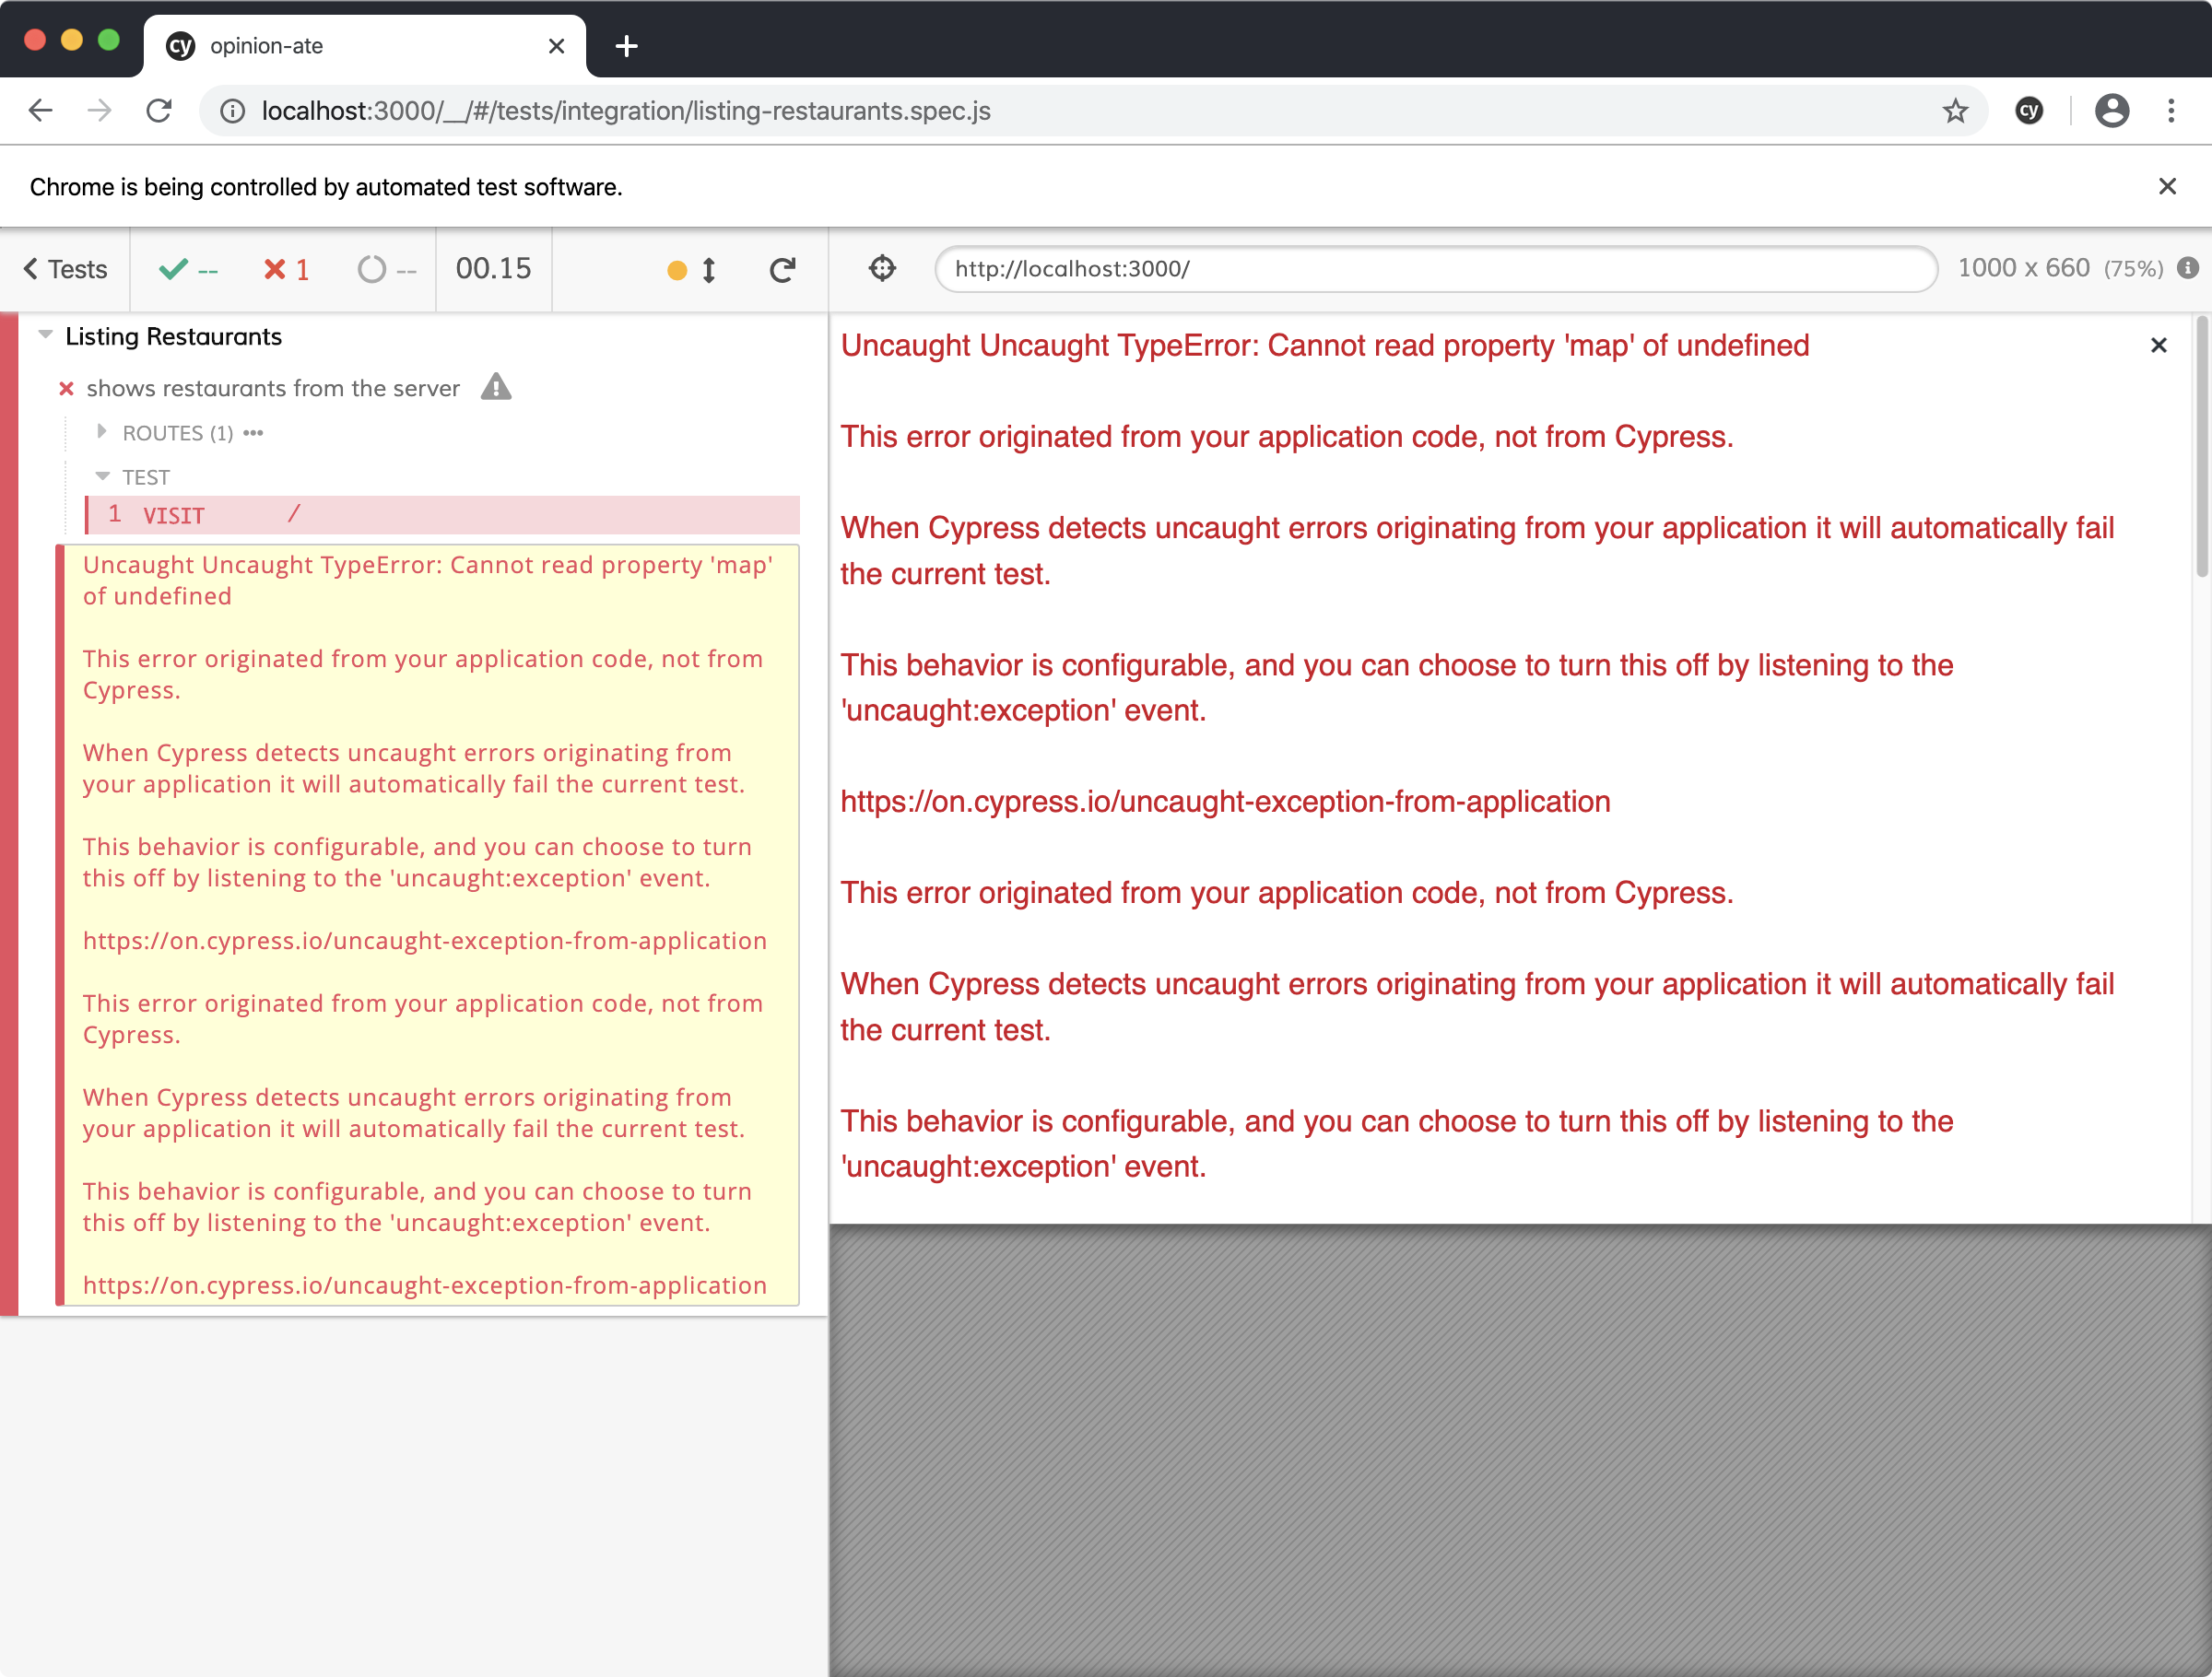 cy opinion-ate
localhost:3000/__/#/tests/integration/listing-restaurants.spec.js cy
Chrome is being controlled by automated test software.
Tests -- 1 -- 00.15
http://localhost:3000/ 1000 x 660 (75%)
Listing Restaurants
shows restaurants from the server
ROUTES (1)
TEST
1 VISIT /
Uncaught Uncaught TypeError: Cannot read property 'map'
of undefined
This error originated from your application code, not from
Cypress.
When Cypress detects uncaught errors originating from
your application it will automatically fail the current test.
This behavior is configurable, and you can choose to turn
this off by listening to the 'uncaught:exception' event.
https://on.cypress.io/uncaught-exception-from-application
This error originated from your application code, not from
Cypress.
When Cypress detects uncaught errors originating from
your application it will automatically fail the current test.
This behavior is configurable, and you can choose to turn
this off by listening to the 'uncaught:exception' event.
https://on.cypress.io/uncaught-exception-from-application
Uncaught Uncaught TypeError: Cannot read property 'map' of undefined
This error originated from your application code, not from Cypress.
When Cypress detects uncaught errors originating from your application it will automatically fail
the current test.
This behavior is configurable, and you can choose to turn this off by listening to the
'uncaught:exception' event.
https://on.cypress.io/uncaught-exception-from-application
This error originated from your application code, not from Cypress.
When Cypress detects uncaught errors originating from your application it will automatically fail
the current test.
This behavior is configurable, and you can choose to turn this off by listening to the
'uncaught:exception' event.